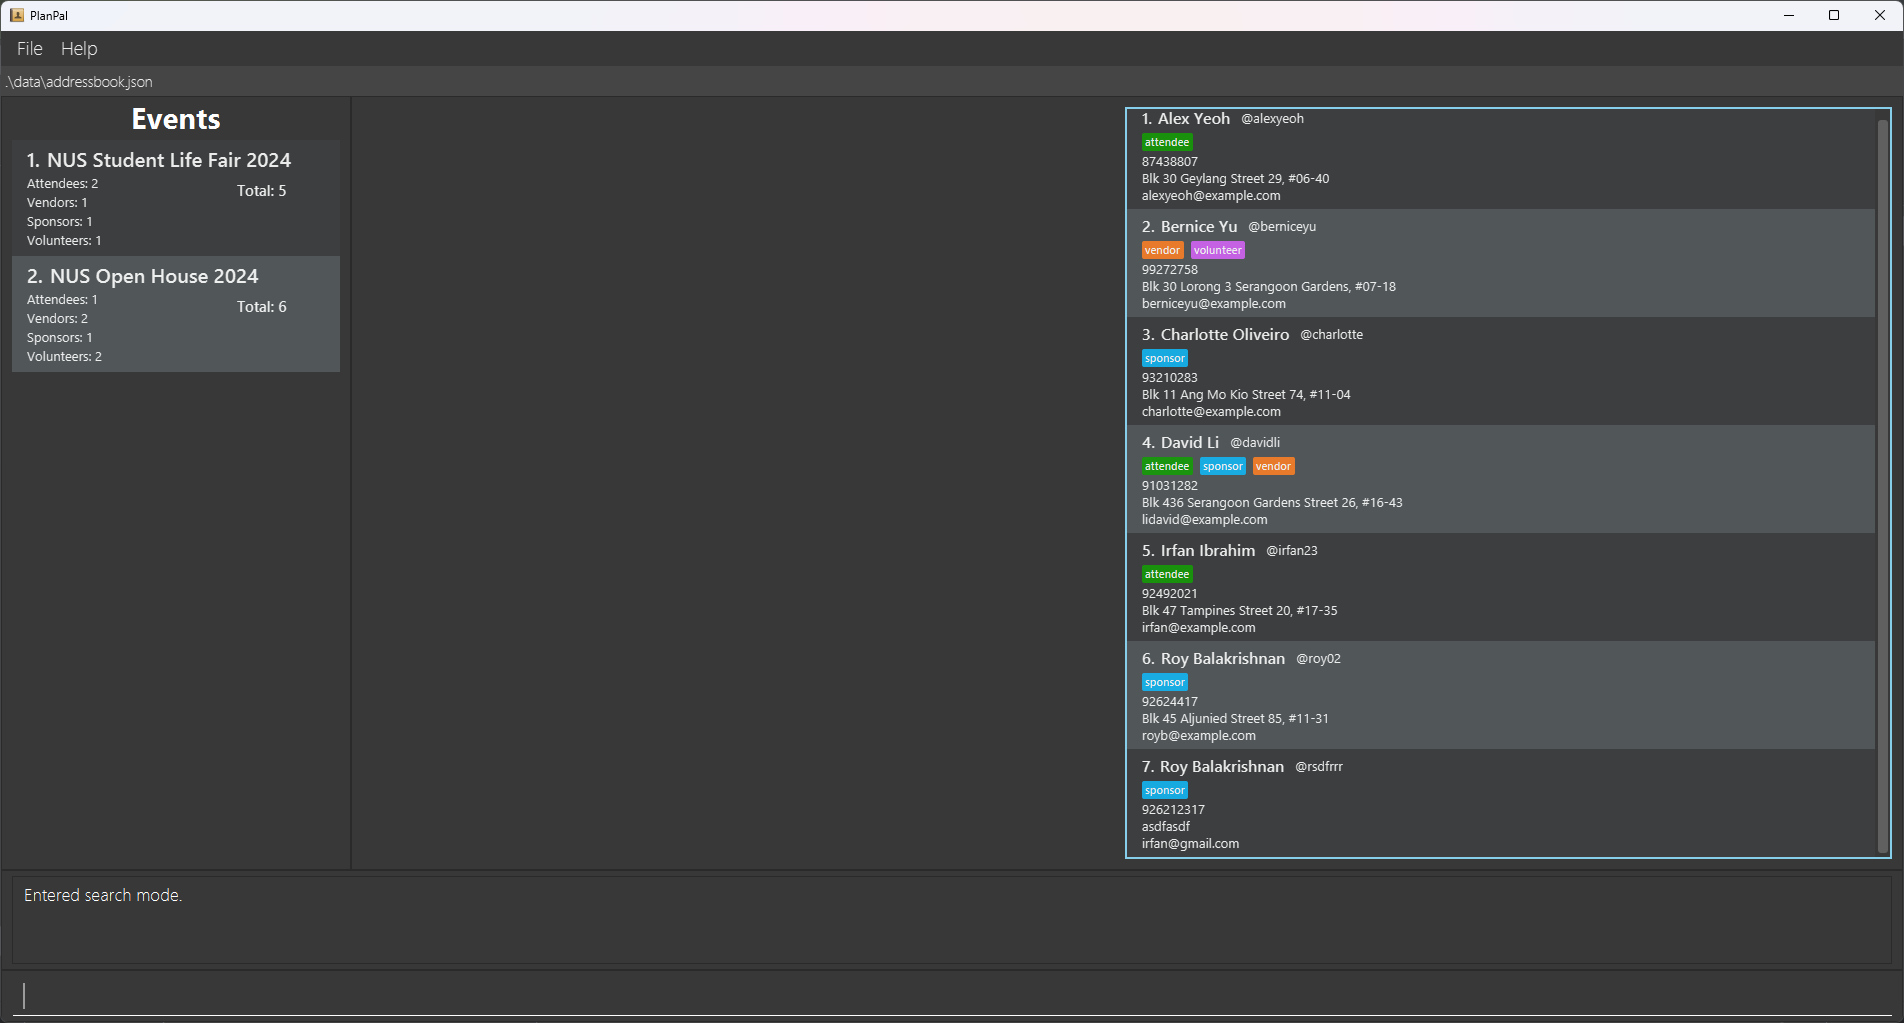 PlanPal
File Help
.\data\addressbook.json
Events
1. NUS Student Life Fair 2024
Attendees: 2
Total: 5
Vendors: 1
Sponsors: 1
Volunteers: 1
2. NUS Open House 2024
Attendees: 1
Total: 6
Vendors: 2
Sponsors: 1
Volunteers: 2
1. Alex Yeoh @alexyeoh
attendee
87438807
Blk 30 Geylang Street 29, #06-40
alexyeoh@example.com
2. Bernice Yu @berniceyu
vendor volunteer
99272758
Blk 30 Lorong 3 Serangoon Gardens, #07-18
berniceyu@example.com
3. Charlotte Oliveiro @charlotte
sponsor
93210283
Blk 11 Ang Mo Kio Street 74, #11-04
charlotte@example.com
4. David Li @davidli
attendee sponsor vendor
91031282
Blk 436 Serangoon Gardens Street 26, #16-43
lidavid@example.com
5. Irfan Ibrahim @irfan23
attendee
92492021
Blk 47 Tampines Street 20, #17-35
irfan@example.com
6. Roy Balakrishnan @roy02
sponsor
92624417
Blk 45 Aljunied Street 85, #11-31
royb@example.com
7. Roy Balakrishnan @rsdfrrr
sponsor
926212317
asdfasdf
irfan@gmail.com
Entered search mode.